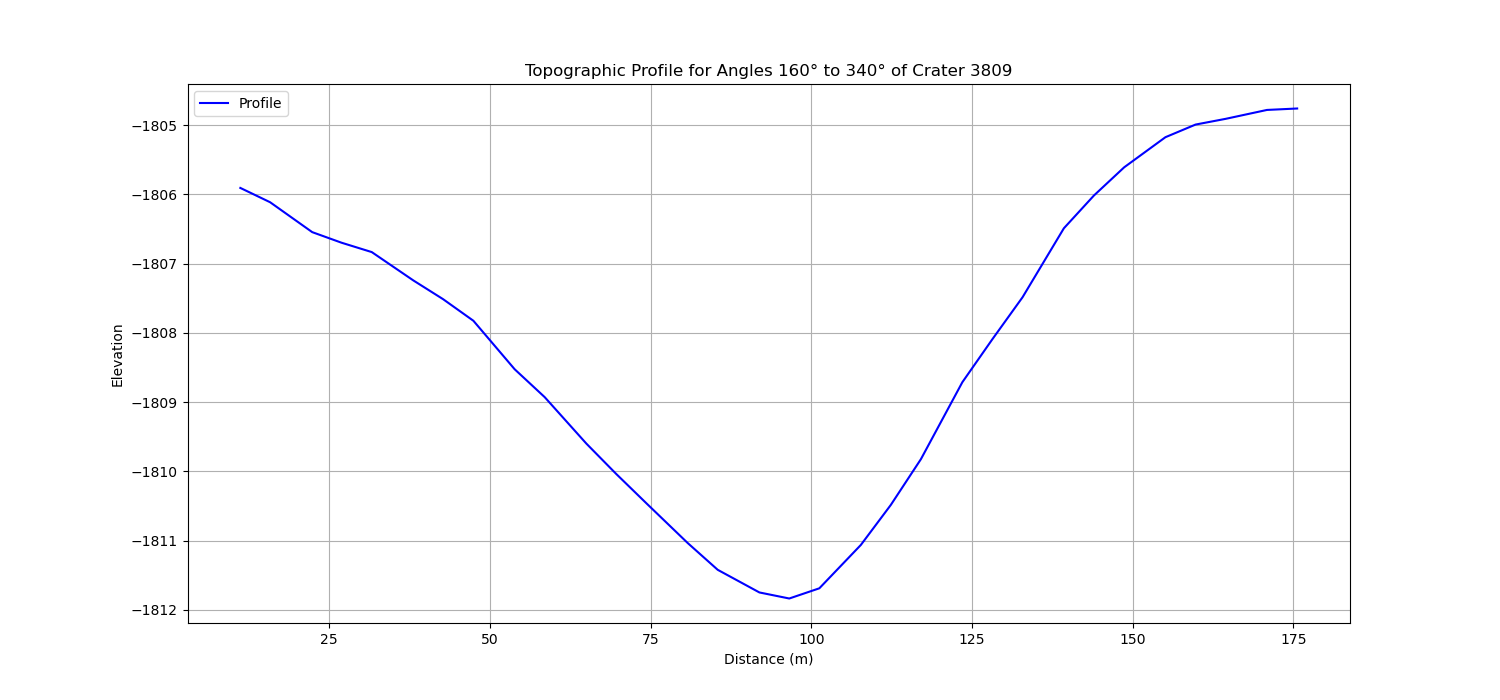 Topographic Profile for Angles 160° to 340° of Crater 3809
Profile
−1805
−1806
−1807
−1808
−1809
−1810
−1811
−1812
Elevation
25 50 75 100 125 150 175
Distance (m)